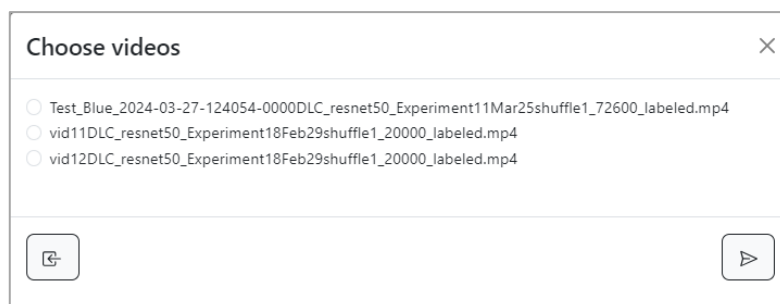 Choose videos
Test_Blue_2024-03-27-124054-0000DLC_resnet50_Experiment11Mar25shuffle1_72600_labeled.mp4
vid11DLC_resnet50_Experiment18Feb29shuffle1_20000_labeled.mp4
vid12DLC_resnet50_Experiment18Feb29shuffle1_20000_labeled.mp4